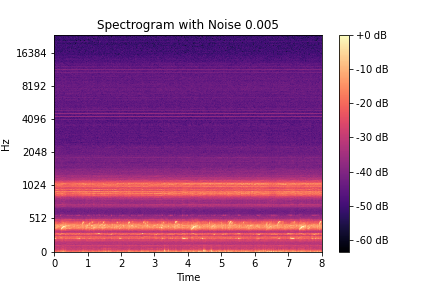 Spectrogram with Noise 0.005
Hz
16384
8192
4096
2048
1024
512
0
0 1 2 3 4 5 6 7 8
Time
+0 dB
-10 dB
-20 dB
-30 dB
-40 dB
-50 dB
-60 dB